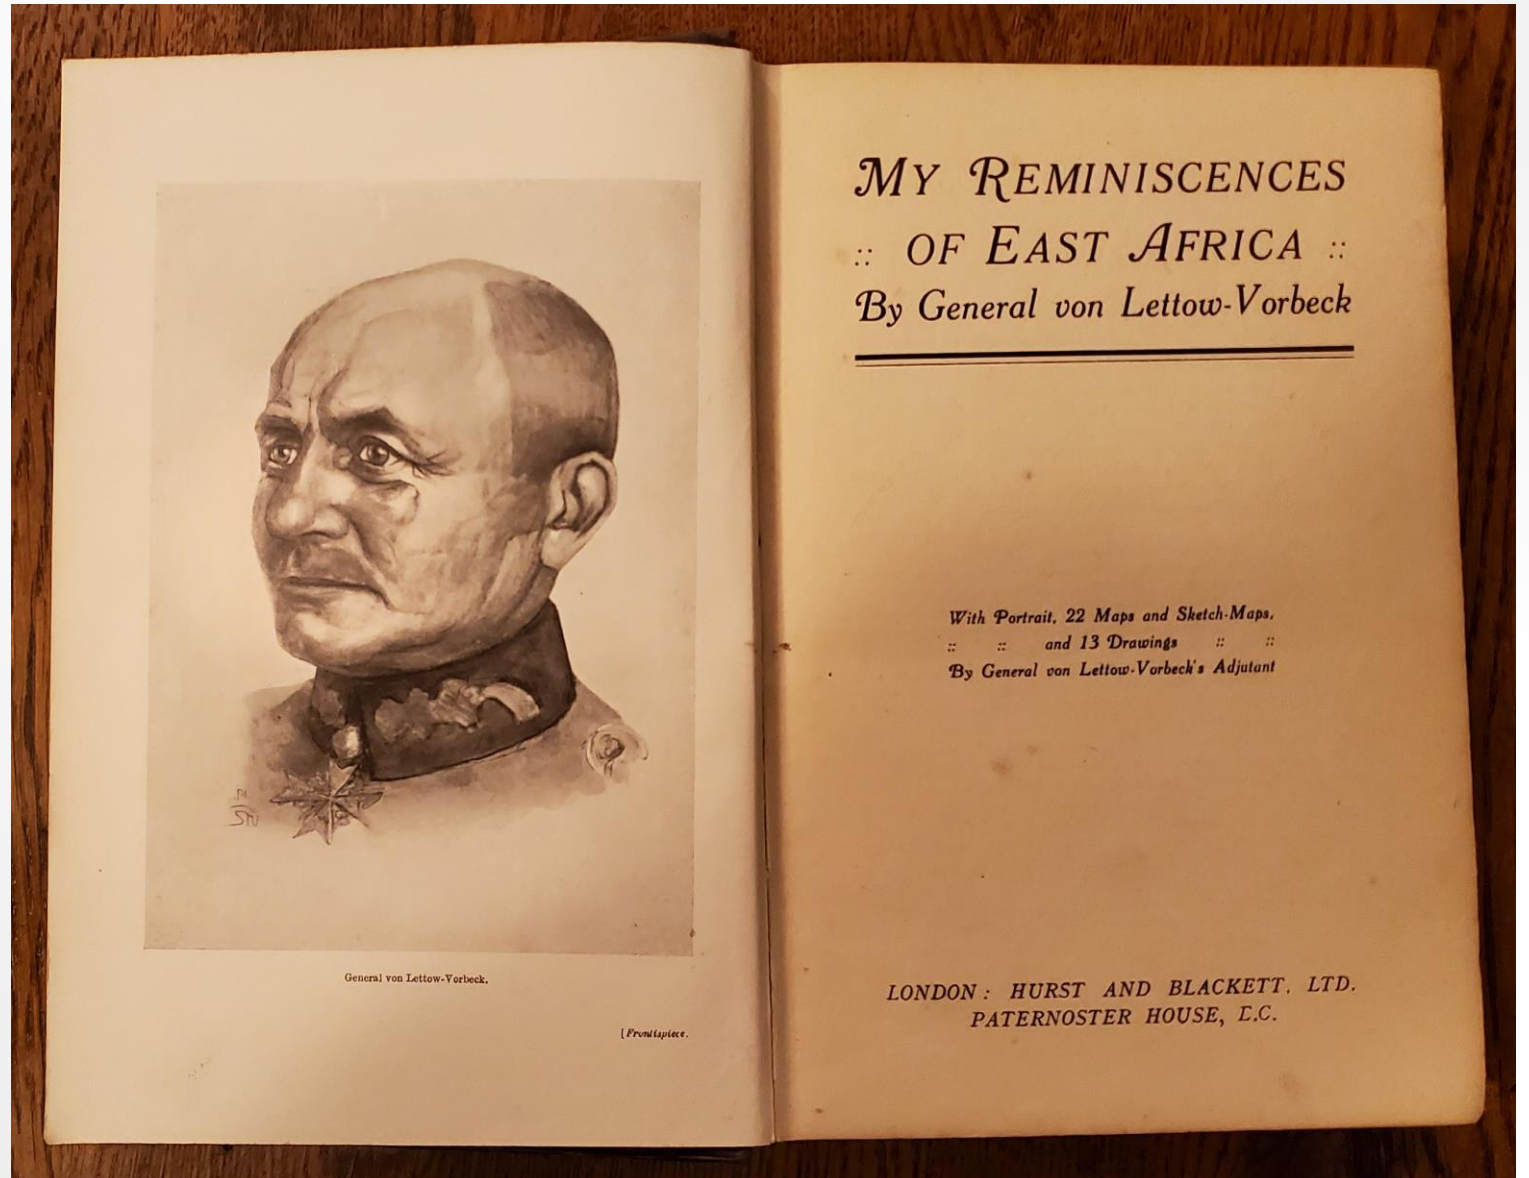 General von Lettow-Vorbeck.
[Frontispiece.
MY REMINISCENCES
:: OF EAST AFRICA ::
By General von Lettow-Vorbeck
With Portrait, 22 Maps and Sketch-Maps,
:: :: and 13 Drawings :: ::
By General von Lettow-Vorbeck's Adjutant
LONDON: HURST AND BLACKETT, LTD.
PATERNOSTER HOUSE, E.C.